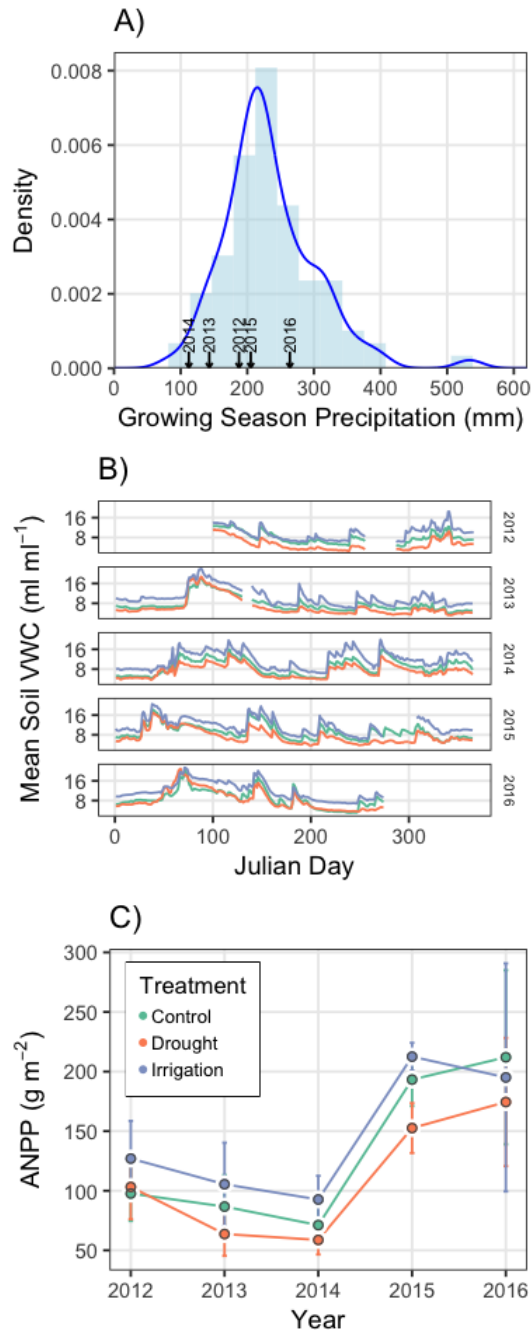 A)
0.008
0.006
0.004
0.002
0.000
Density
2014
2013
2012
2015
2016
0 100 200 300 400 500 600
Growing Season Precipitation (mm)
B)
Mean Soil VWC (ml ml⁻¹)
16
8
2012
16
8
2013
16
8
2014
16
8
2015
16
8
2016
0 100 200 300
Julian Day
C)
300
250
200
150
100
50
ANPP (g m⁻²)
Treatment
Control
Drought
Irrigation
2012 2013 2014 2015 2016
Year